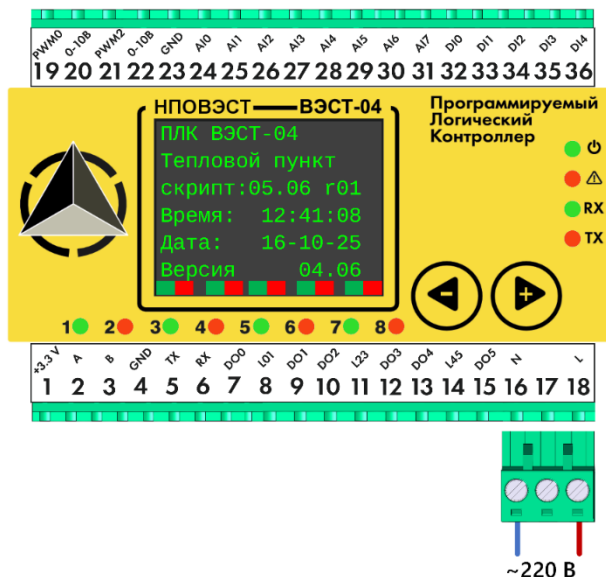 PWM0 0-10В PWM2 0-10В GND AI0 AI1 AI2 AI3 AI4 AI5 AI6 AI7 DI0 DI1 DI2 DI3 DI4
19 20 21 22 23 24 25 26 27 28 29 30 31 32 33 34 35 36
НПОВЭСТ ВЭСТ-04
ПЛК ВЭСТ-04
Тепловой пункт
скрипт:05.06 r01
Время: 12:41:08
Дата: 16-10-25
Версия 04.06
Программируемый
Логический
Контроллер
RX
TX
1 2 3 4 5 6 7 8
+3.3 V A B GND TX RX DO0 L01 DO1 DO2 L23 DO3 DO4 L45 DO5 N L
1 2 3 4 5 6 7 8 9 10 11 12 13 14 15 16 17 18
~220 В